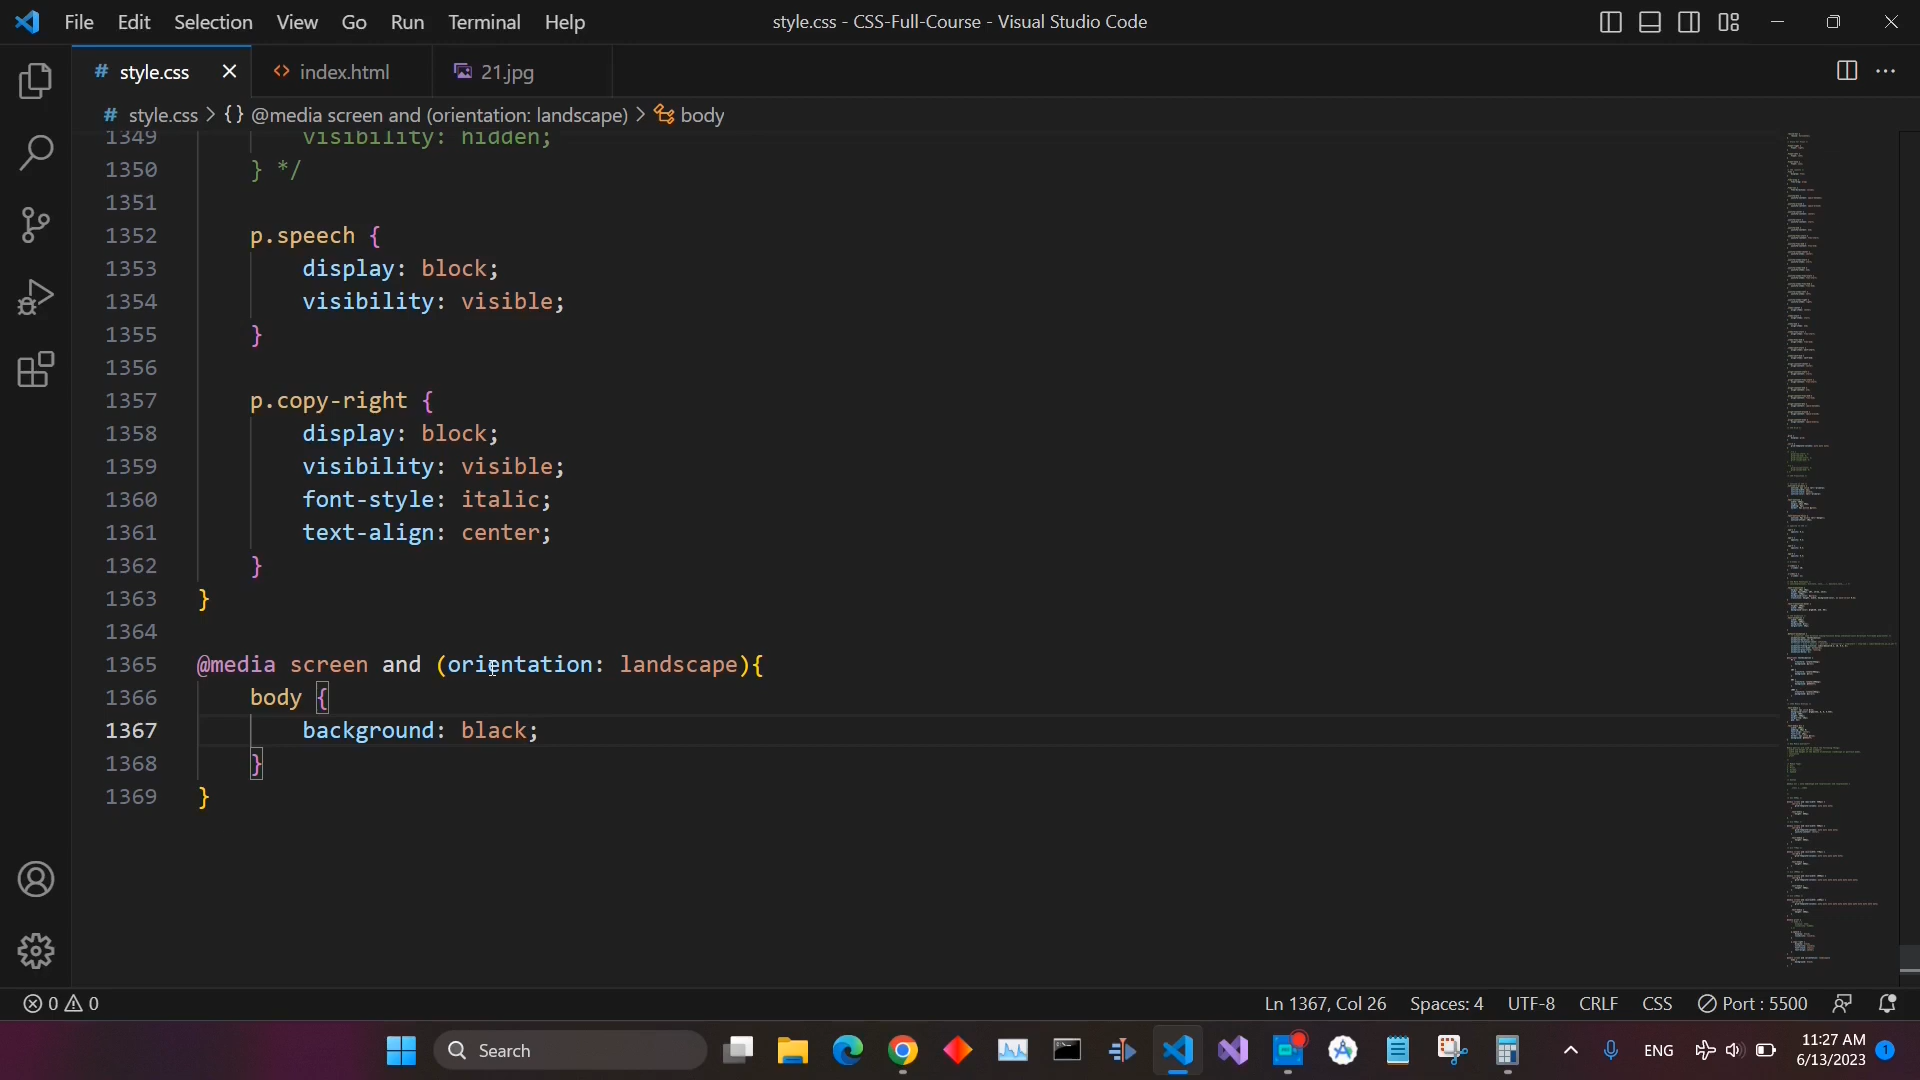 File Edit Selection View Go Run Terminal Help style.css - CSS-Full-Course - Visual Studio Code
# style.css <> index.html 21.jpg
# style.css > {} @media screen and (orientation: landscape) > body
1349 visibility: hidden;
1350 } */
1351
1352 p.speech {
1353 display: block;
1354 visibility: visible;
1355 }
1356
1357 p.copy-right {
1358 display: block;
1359 visibility: visible;
1360 font-style: italic;
1361 text-align: center;
1362 }
1363 }
1364
1365 @media screen and (orientation: landscape){
1366 body {
1367 background: black;
1368 }
1369 }
0 0 Ln 1367, Col 26 Spaces: 4 UTF-8 CRLF CSS Port : 5500
Search ENG 11:27 AM 1
6/13/2023